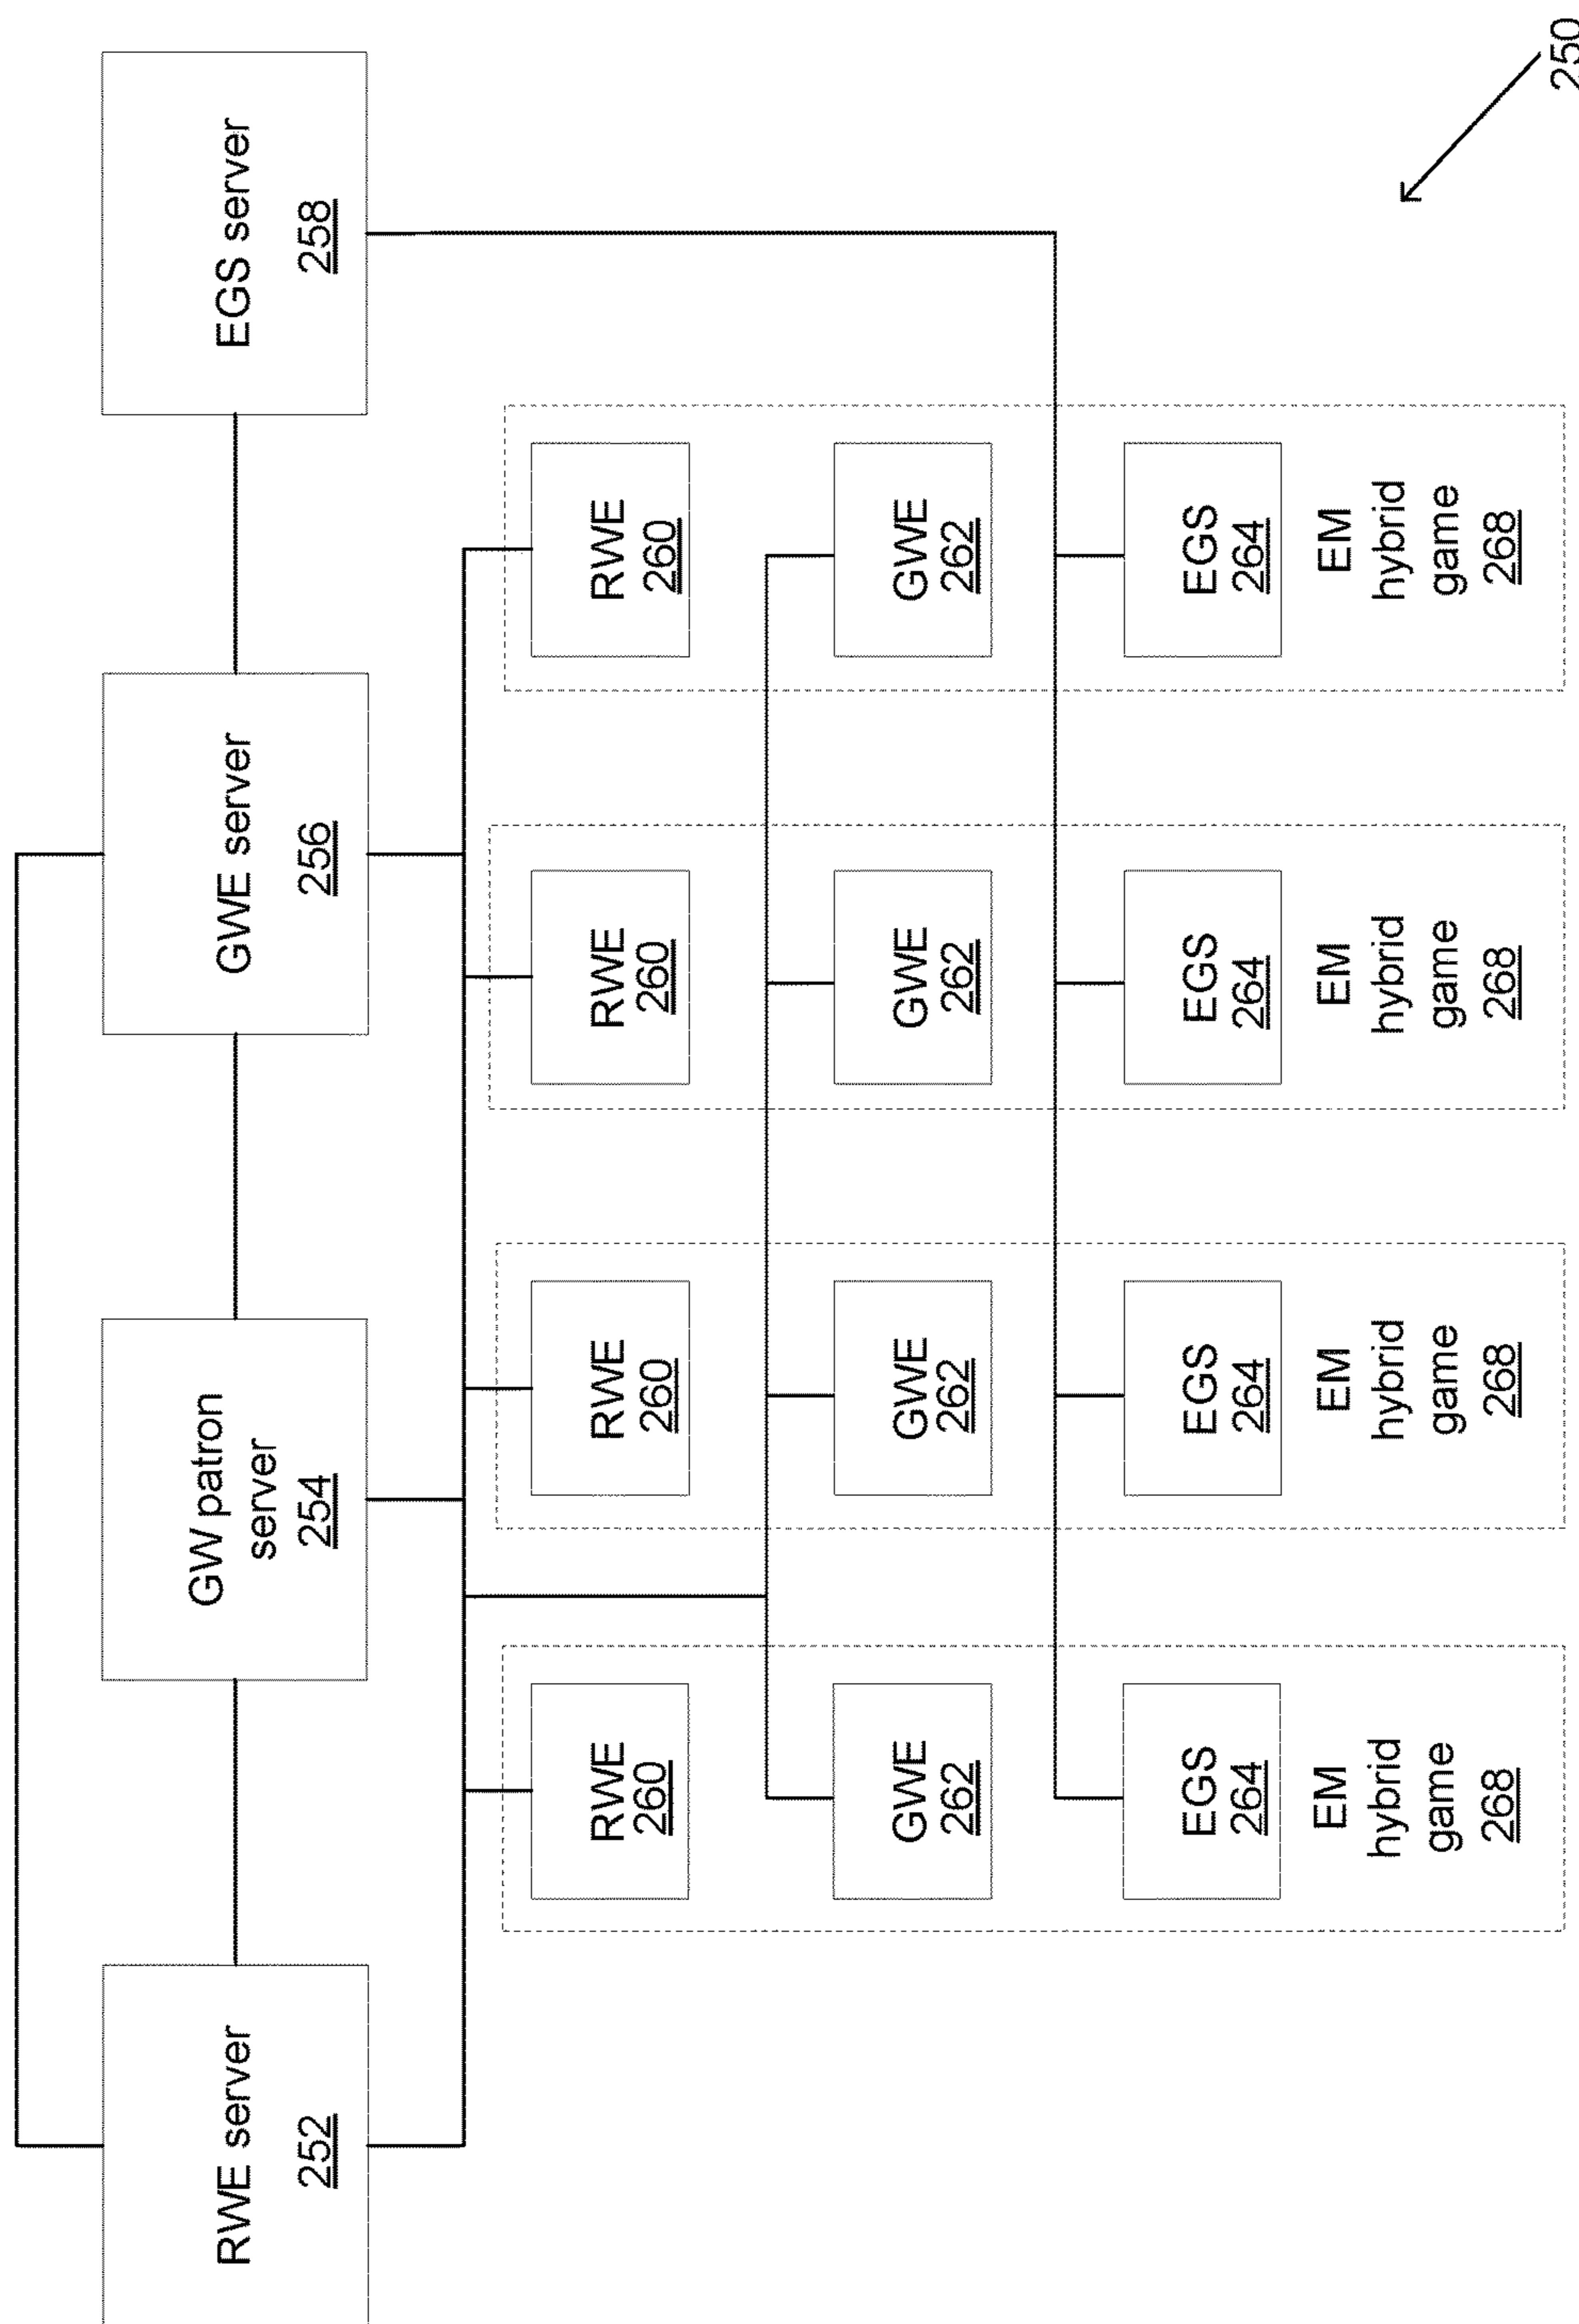 RWE server
252
GW patron
server
254
GWE server
256
EGS server
258
RWE
260
RWE
260
RWE
260
RWE
260
GWE
262
GWE
262
GWE
262
GWE
262
EGS
264
EGS
264
EGS
264
EGS
264
EM
hybrid
game
268
EM
hybrid
game
268
EM
hybrid
game
268
EM
hybrid
game
268
250